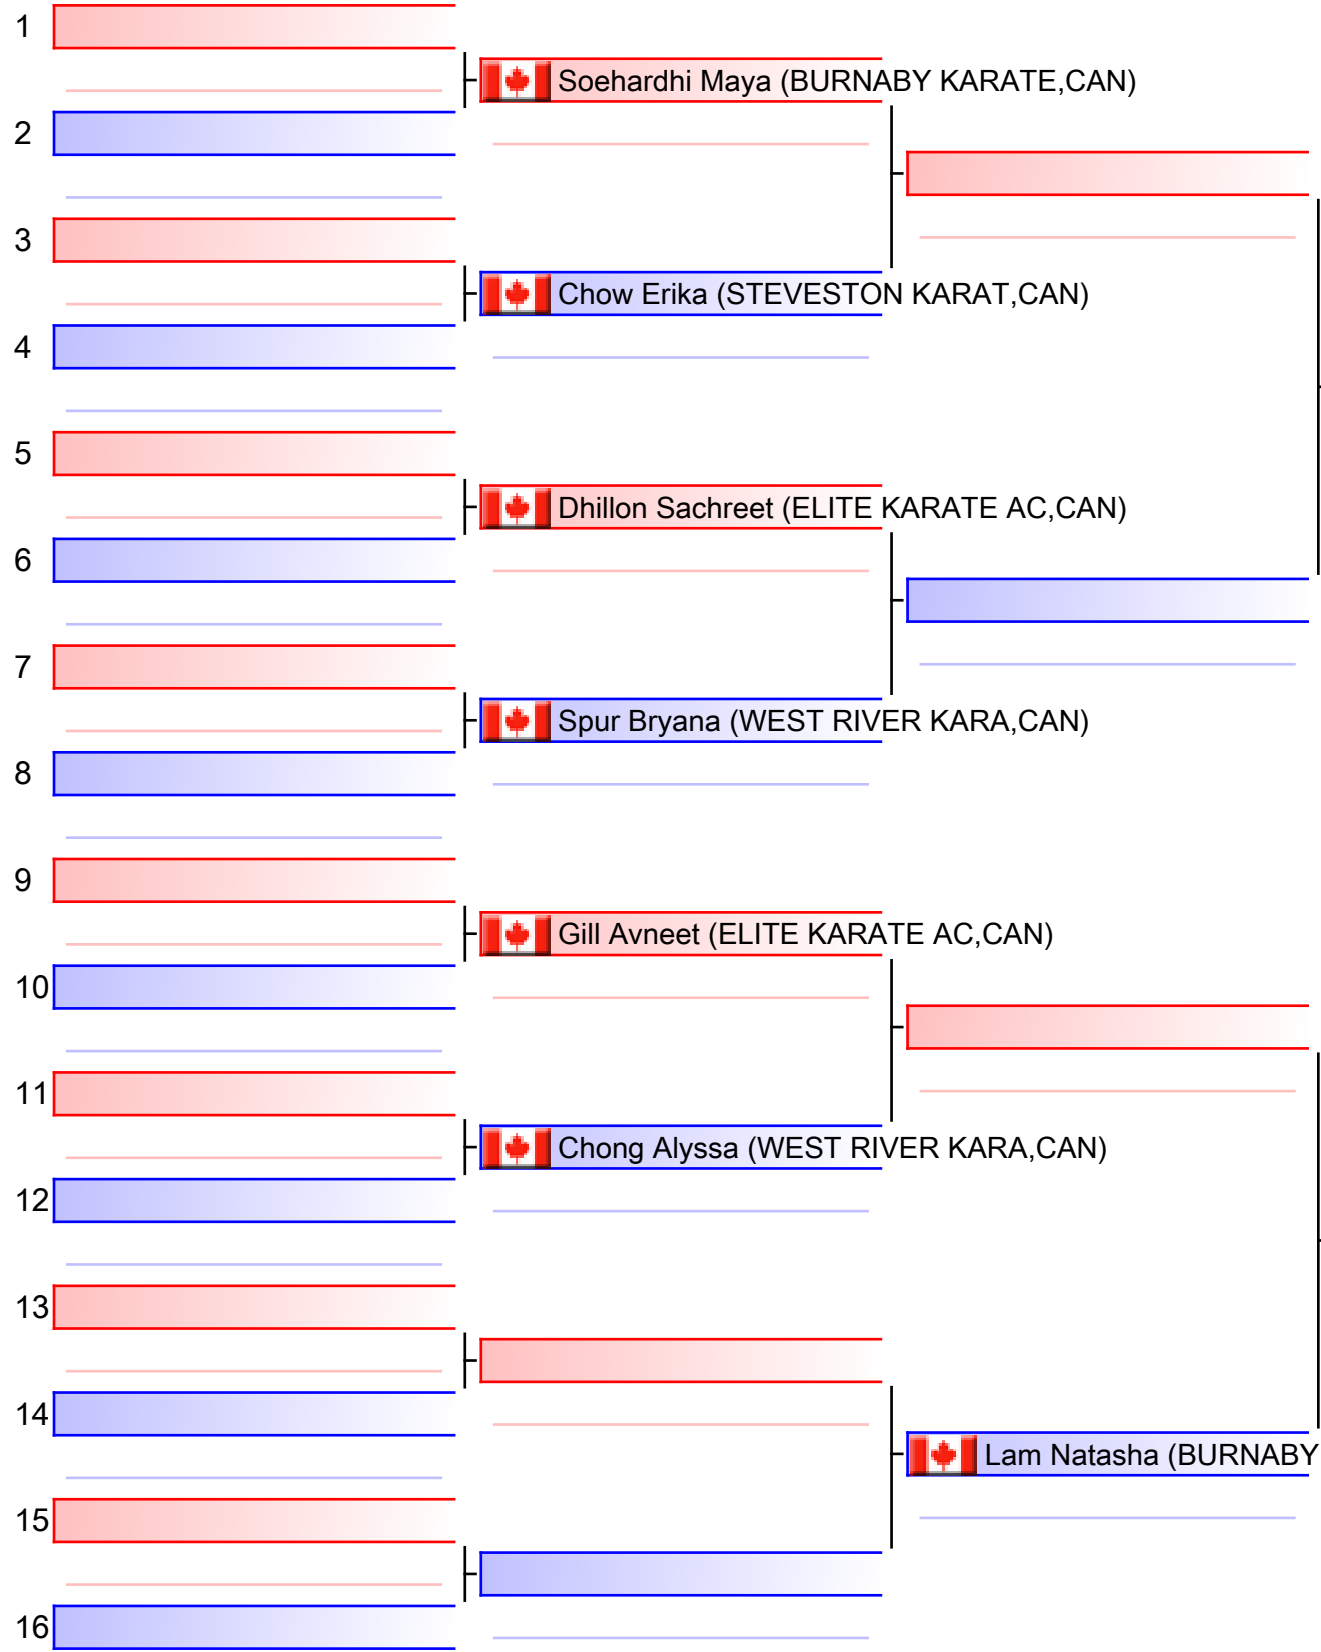 1
Soehardhi Maya (BURNABY KARATE,CAN)
2
3
Chow Erika (STEVESTON KARAT,CAN)
4
5
Dhillon Sachreet (ELITE KARATE AC,CAN)
6
7
Spur Bryana (WEST RIVER KARA,CAN)
8
9
Gill Avneet (ELITE KARATE AC,CAN)
10
11
Chong Alyssa (WEST RIVER KARA,CAN)
12
13
14
Lam Natasha (BURNABY
15
16